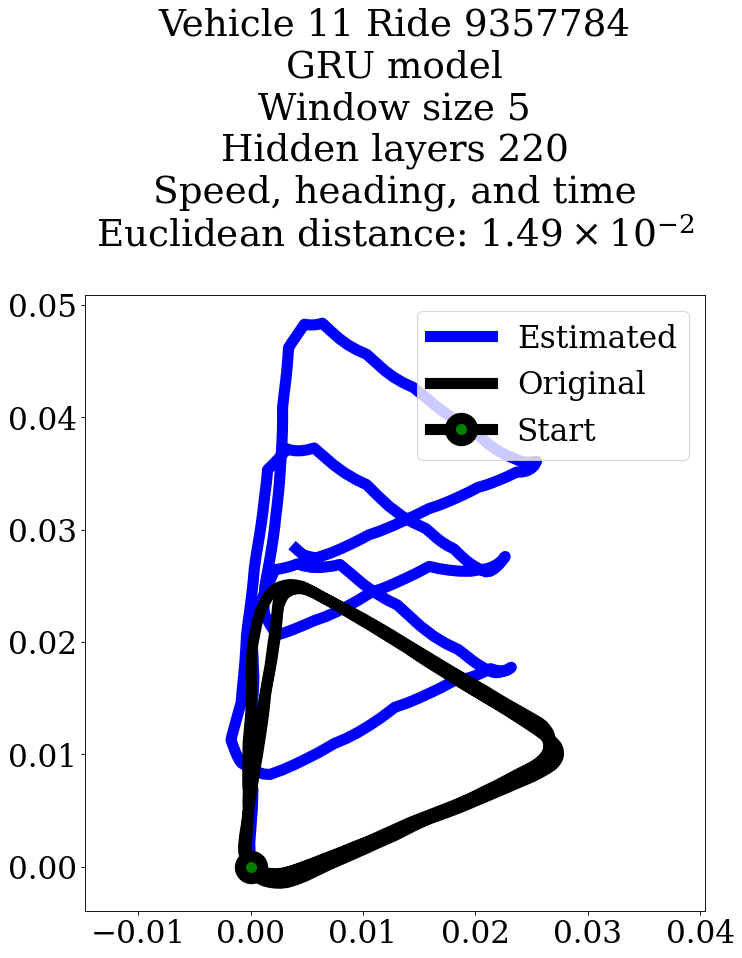 Vehicle 11 Ride 9357784
GRU model
Window size 5
Hidden layers 220
Speed, heading, and time
Euclidean distance: 1.49 × 10⁻²
0.05
0.04
0.03
0.02
0.01
0.00
Estimated
Original
Start
−0.01 0.00 0.01 0.02 0.03 0.04